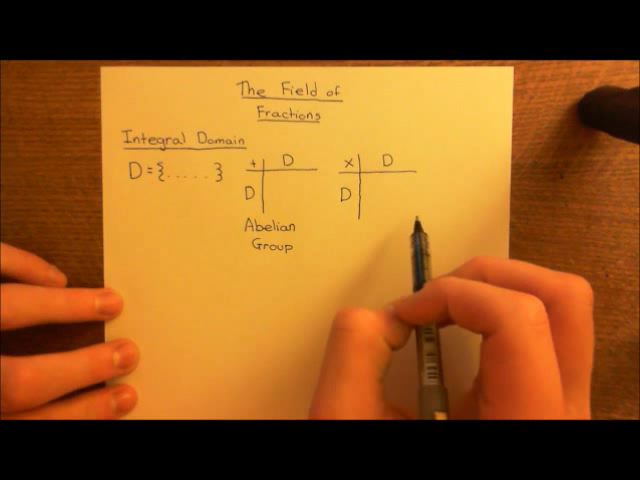 The Field of
Fractions
Integral Domain
D = {.....}
+ D
D
× D
D
Abelian
Group